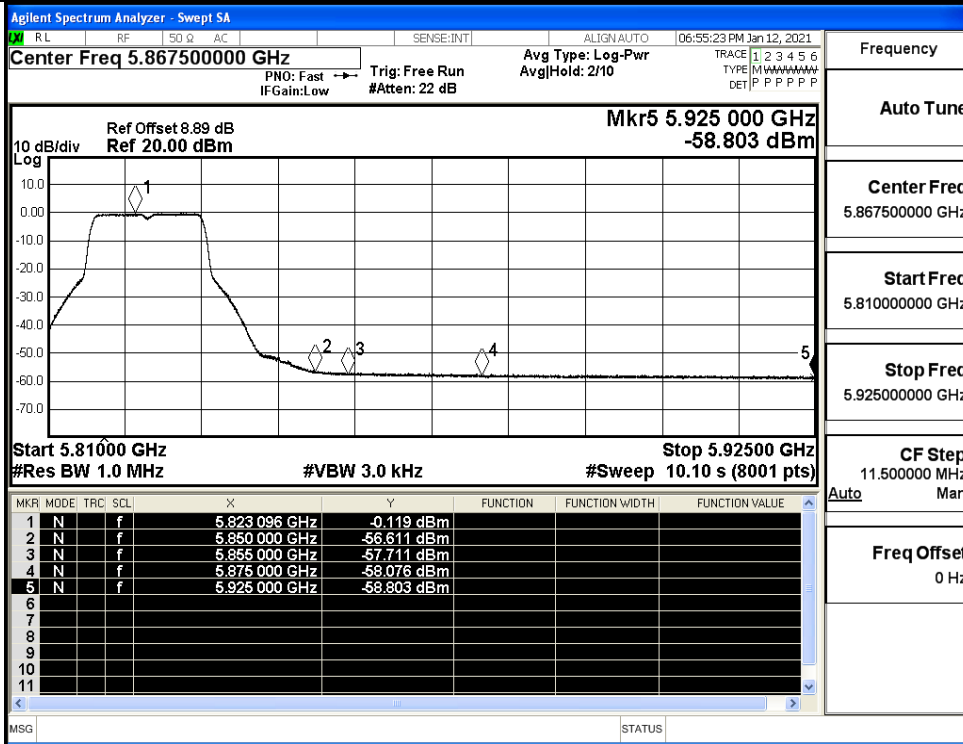 Agilent Spectrum Analyzer - Swept SA
LXI RL RF 50 Ω AC SENSE:INT ALIGN AUTO 06:55:23 PM Jan 12, 2021
Center Freq 5.867500000 GHz
PNO: Fast
IFGain:Low
Trig: Free Run
#Atten: 22 dB
Avg Type: Log-Pwr
Avg|Hold: 2/10
TRACE 1 2 3 4 5 6
TYPE M WWWWW
DET P P P P P P
Frequency
Auto Tune
Center Freq
5.867500000 GHz
Start Freq
5.810000000 GHz
Stop Freq
5.925000000 GHz
CF Step
11.500000 MHz
Auto Man
Freq Offset
0 Hz
Mkr5 5.925 000 GHz
-58.803 dBm
Ref Offset 8.89 dB
10 dB/div Ref 20.00 dBm
Log
10.0
0.00
-10.0
-20.0
-30.0
-40.0
-50.0
-60.0
-70.0
1
2
3
4
5
Start 5.81000 GHz Stop 5.92500 GHz
#Res BW 1.0 MHz #VBW 3.0 kHz #Sweep 10.10 s (8001 pts)
MKR MODE TRC SCL X Y FUNCTION FUNCTION WIDTH FUNCTION VALUE
1 N f 5.823 096 GHz -0.119 dBm
2 N f 5.850 000 GHz -56.611 dBm
3 N f 5.855 000 GHz -57.711 dBm
4 N f 5.875 000 GHz -58.076 dBm
5 N f 5.925 000 GHz -58.803 dBm
6
7
8
9
10
11
MSG STATUS